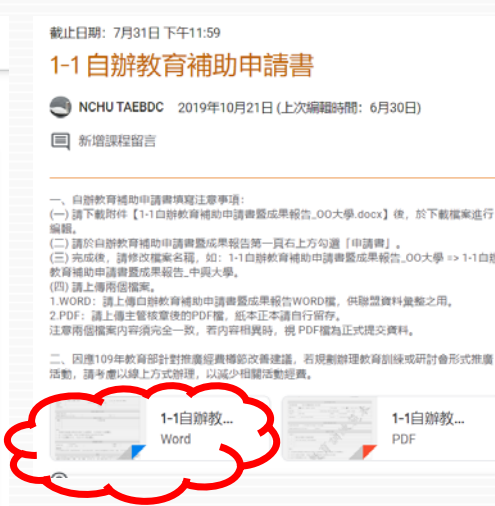 截止日期：7月31日 下午11:59
1-1 自辦教育補助申請書
NCHU TAEBDC 2019年10月21日 (上次編輯時間：6月30日)
新增課程留言
一、自辦教育補助申請書填寫注意事項：
(一) 請下載附件【1-1自辦教育補助申請書暨成果報告_OO大學.docx】後，於下載檔案進行
編輯。
(二) 請於自辦教育補助申請書暨成果報告第一頁右上方勾選「申請書」。
(三) 完成後，請修改檔案名稱，如：1-1自辦教育補助申請書暨成果報告_OO大學 => 1-1自辦
教育補助申請書暨成果報告_中興大學。
(四) 請上傳兩個檔案。
1.WORD：請上傳自辦教育補助申請書暨成果報告WORD檔，供聯盟資料彙整之用。
2.PDF：請上傳主管核章後的PDF檔，紙本正本請自行留存。
注意兩個檔案內容須完全一致，若內容相異時，視 PDF檔為正式提交資料。
二、因應109年教育部針對推廣經費樽節改善建議，若規劃辦理教育訓練或研討會形式推廣
活動，請考慮以線上方式辦理，以減少相關活動經費。
1-1自辦教...
Word
1-1自辦教...
PDF